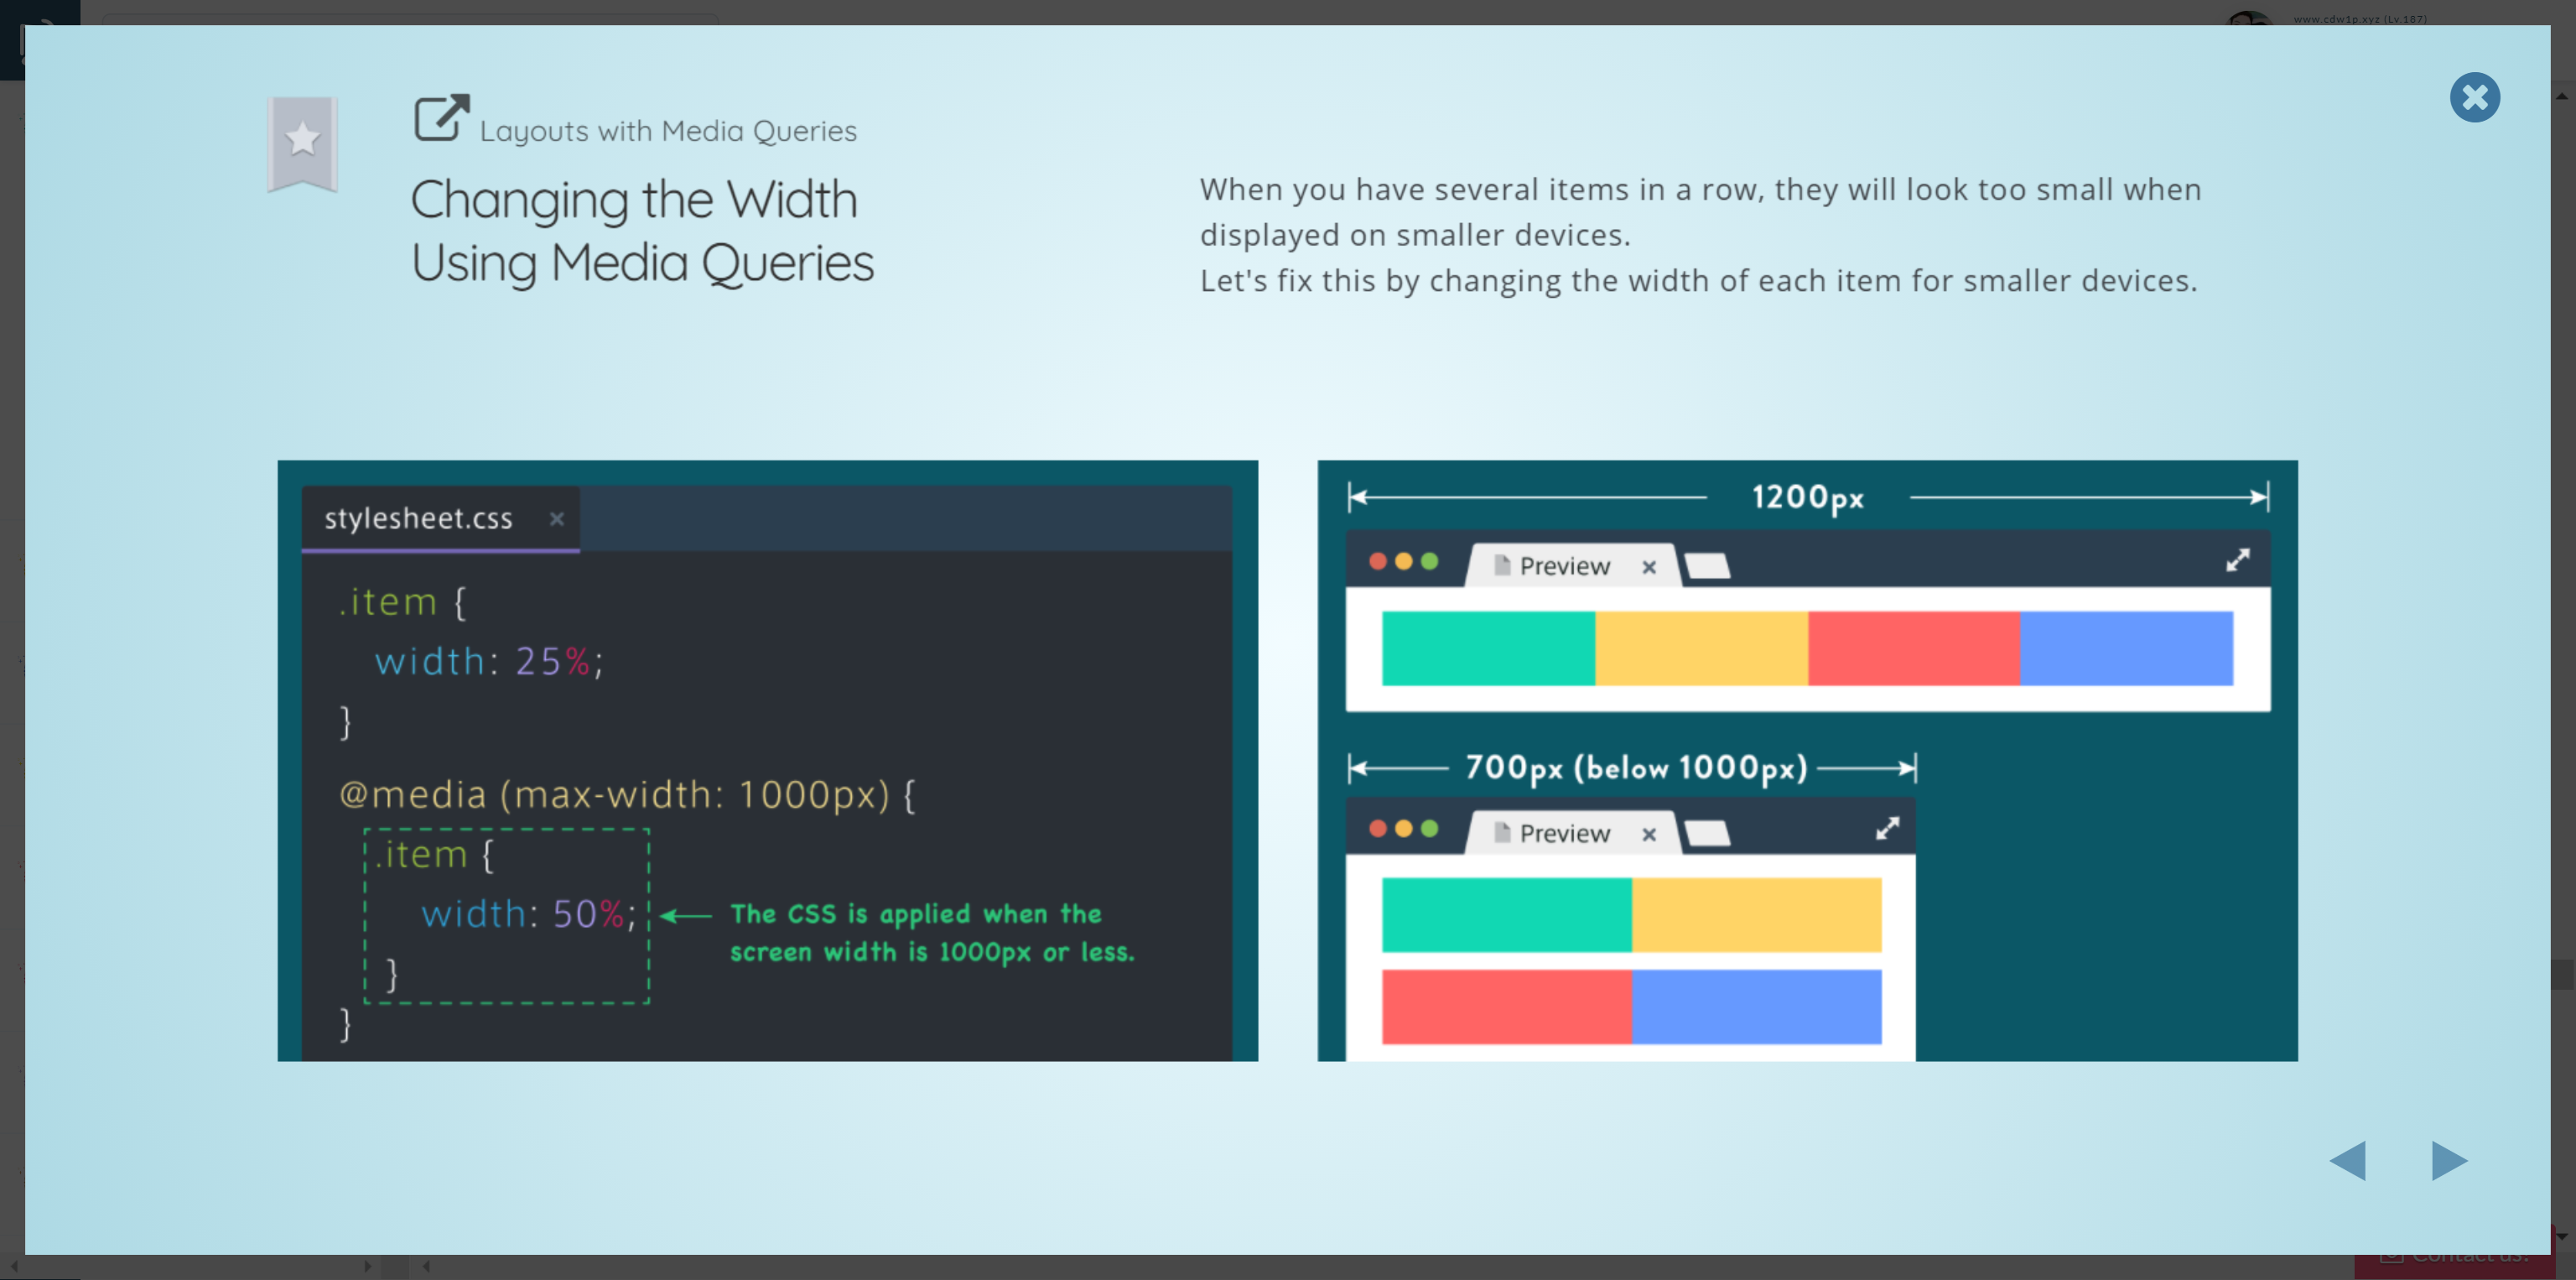 www.cdw1p.xyz (Lv.187)
Layouts with Media Queries
Changing the Width
Using Media Queries
When you have several items in a row, they will look too small when
displayed on smaller devices.
Let's fix this by changing the width of each item for smaller devices.
stylesheet.css
.item {
width: 25%;
}
@media (max-width: 1000px) {
.item {
width: 50%;
}
}
The CSS is applied when the
screen width is 1000px or less.
1200px
Preview
700px (below 1000px)
Preview
Contact us!